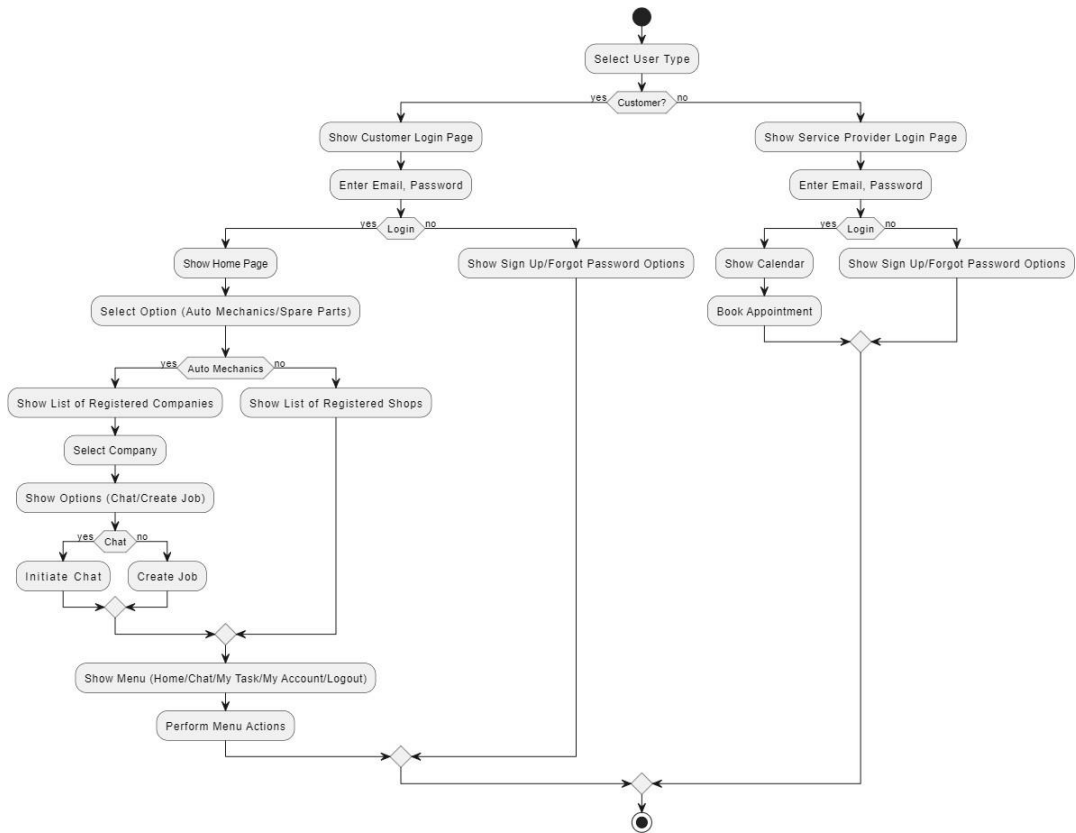 Select User Type
yes
Customer?
no
Show Customer Login Page
Show Service Provider Login Page
Enter Email, Password
Enter Email, Password
yes
Login
no
yes
Login
no
Show Home Page
Show Sign Up/Forgot Password Options
Show Calendar
Show Sign Up/Forgot Password Options
Select Option (Auto Mechanics/Spare Parts)
Book Appointment
yes
Auto Mechanics
no
Show List of Registered Companies
Show List of Registered Shops
Select Company
Show Options (Chat/Create Job)
yes
Chat
no
Initiate Chat
Create Job
Show Menu (Home/Chat/My Task/My Account/Logout)
Perform Menu Actions